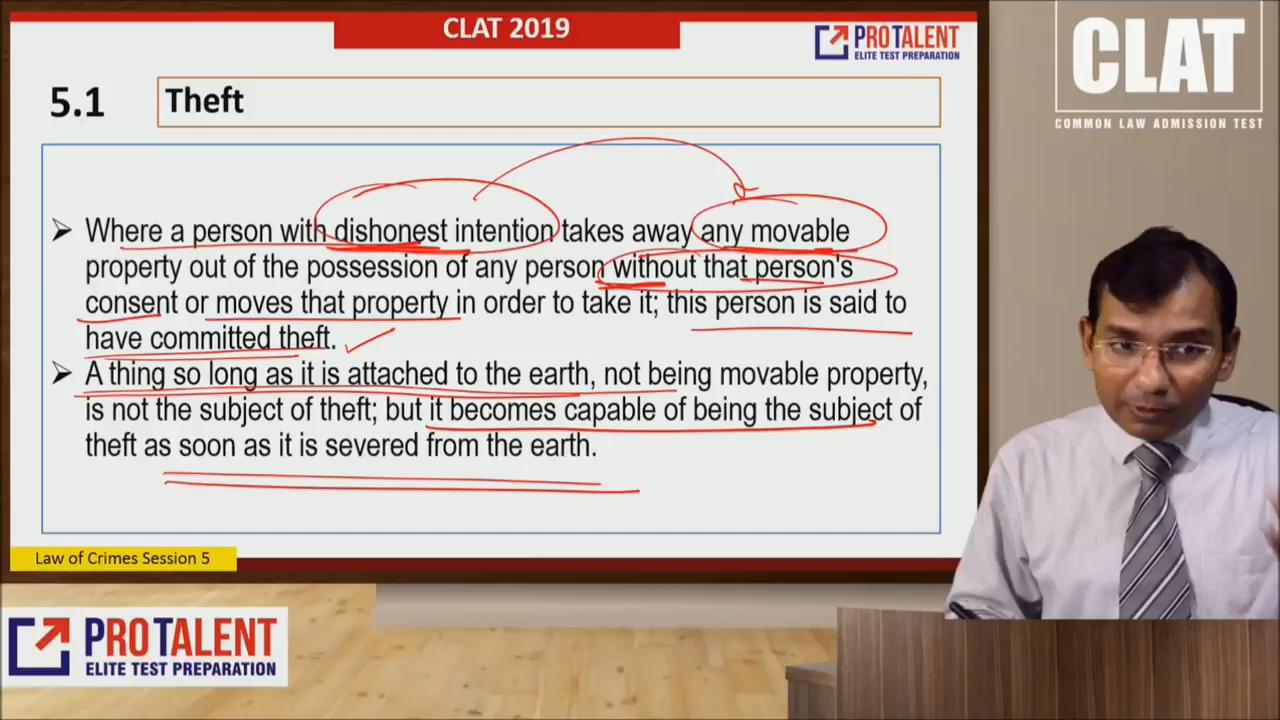 CLAT 2019
PROTALENT
ELITE TEST PREPARATION
CLAT
COMMON LAW ADMISSION TEST
5.1 Theft
Where a person with dishonest intention takes away any movable
property out of the possession of any person without that person's
consent or moves that property in order to take it; this person is said to
have committed theft.
A thing so long as it is attached to the earth, not being movable property,
is not the subject of theft; but it becomes capable of being the subject of
theft as soon as it is severed from the earth.
Law of Crimes Session 5
PROTALENT
ELITE TEST PREPARATION